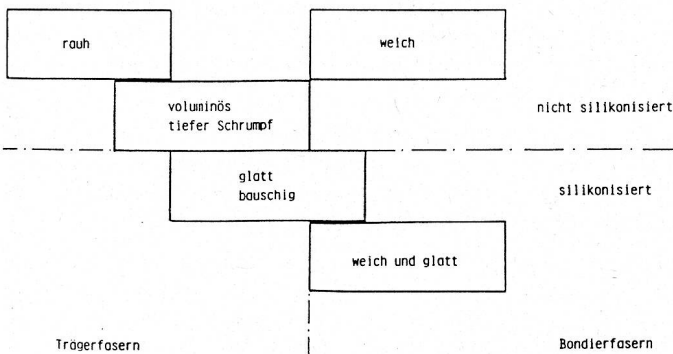 rauh
weich
voluminös
tiefer Schrumpf
nicht silikonisiert
glatt
bauschig
silikonisiert
weich und glatt
Trägerfasern
Bondierfasern